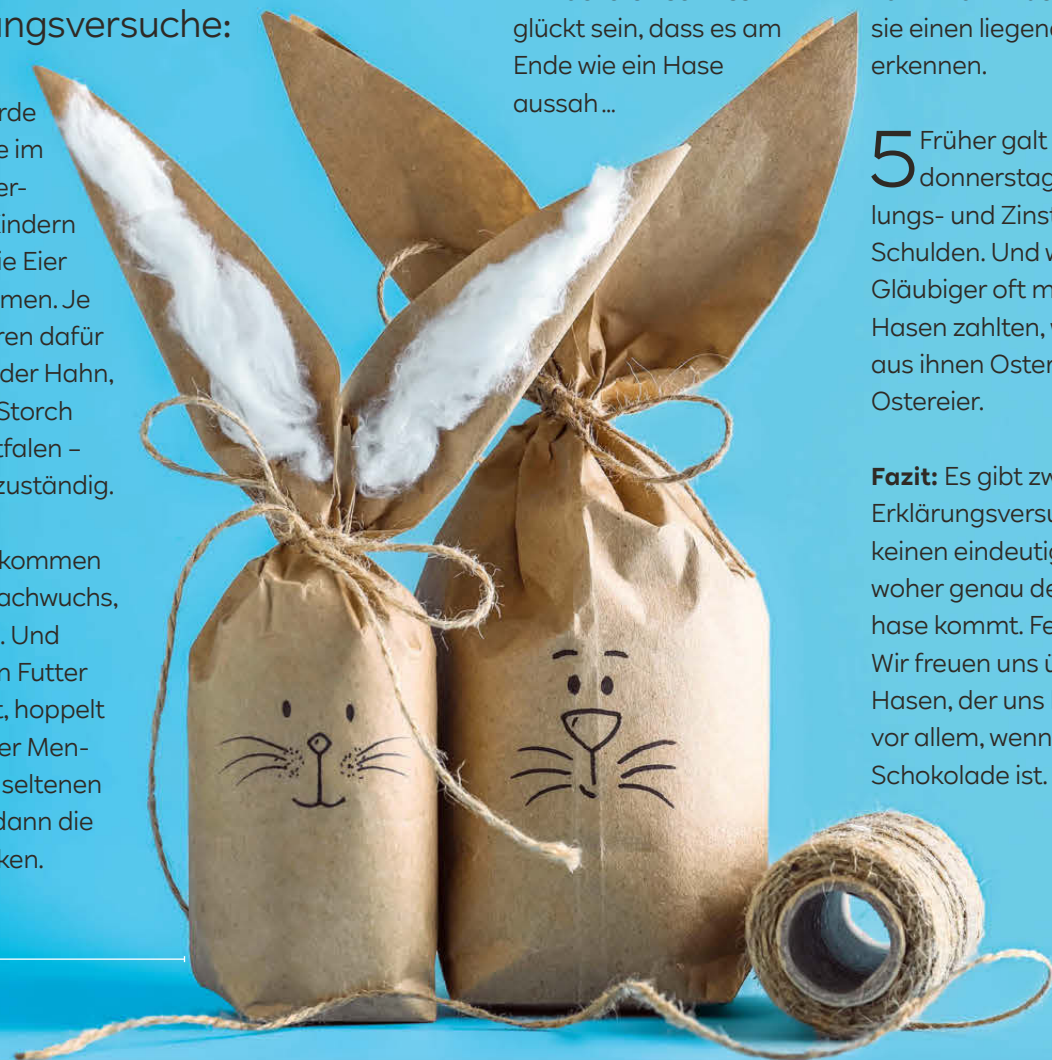 ngsversuche:
rde
e im
er-
indern
ie Eier
men. Je
ren dafür
der Hahn,
Storch
tfalen –
zuständig.
kommen
achwuchs,
. Und
n Futter
t, hoppelt
er Men-
seltenen
dann die
ken.
glückt sein, dass es am
Ende wie ein Hase
aussah ...
sie einen liegen
erkennen.
5 Früher galt
donnerstag
lungs- und Zinst
Schulden. Und
Gläubiger oft m
Hasen zahlten,
aus ihnen Oster
Ostereier.
Fazit: Es gibt zw
Erklärungsversu
keinen eindeutig
woher genau de
hase kommt. Fe
Wir freuen uns ü
Hasen, der uns
vor allem, wenn
Schokolade ist.